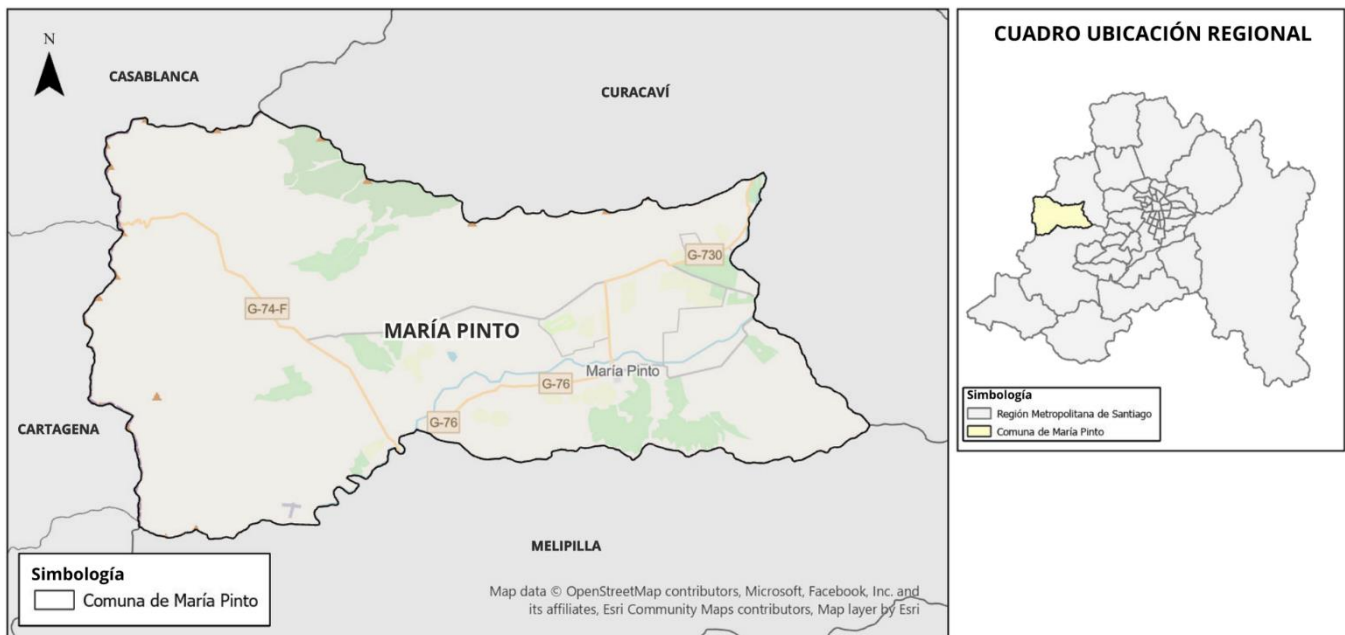 N
CASABLANCA
CURACAVÍ
G-730
G-74-F
MARÍA PINTO
María Pinto
G-76
G-76
CARTAGENA
MELIPILLA
Simbología
Comuna de María Pinto
Map data © OpenStreetMap contributors, Microsoft, Facebook, Inc. and
its affiliates, Esri Community Maps contributors, Map layer by Esri
CUADRO UBICACIÓN REGIONAL
Simbología
Región Metropolitana de Santiago
Comuna de María Pinto